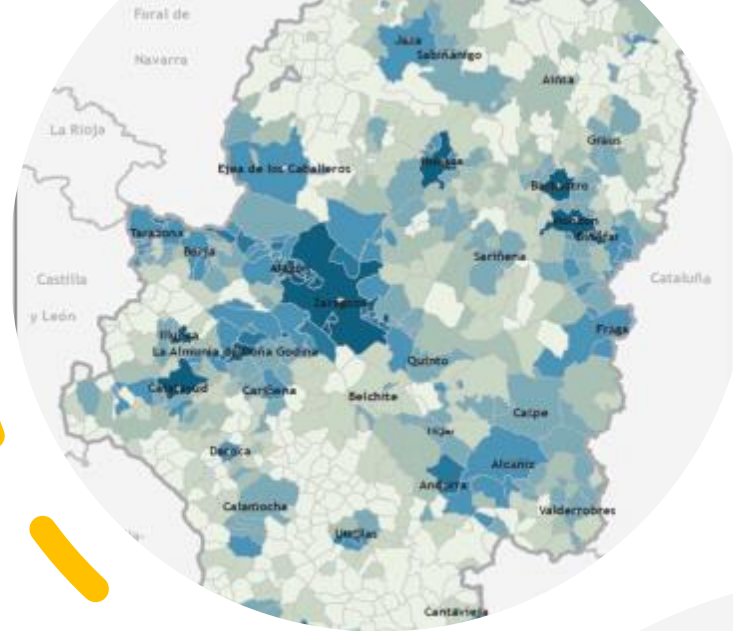 Foral de
Navarra
La Rioja
Castilla
y León
Cataluña
Jaca
Sabiñánigo
Aínsa
Graus
Ejea de los Caballeros
Huesca
Barbastro
Monzón
Binéfar
Tarazona
Borja
Alagón
Sariñena
Zaragoza
Fraga
Illueca
La Almunia de Doña Godina
Quinto
Calatayud
Cariñena
Belchite
Caspe
Híjar
Daroca
Alcañiz
Andorra
Calamocha
Valderrobres
Utrillas
Cantavieja